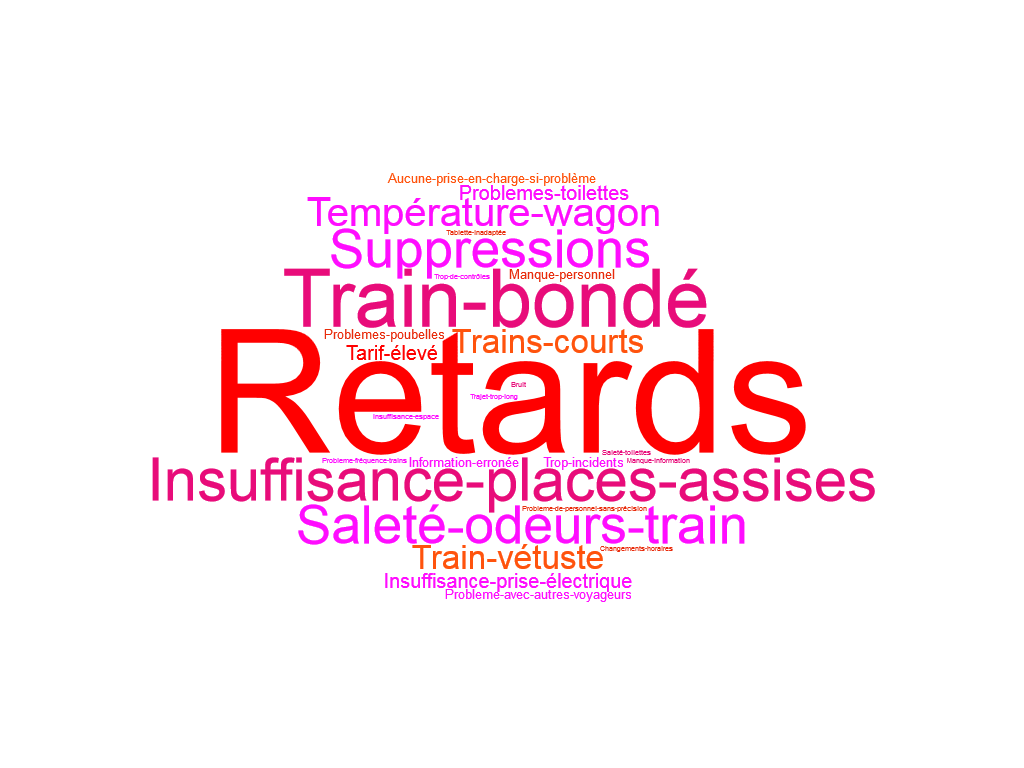 Aucune-prise-en-charge-si-problème
Problemes-toilettes
Température-wagon
Tablette-inadaptée
Suppressions
Trop-de-contrôles
Manque-personnel
Train-bondé
Problemes-poubelles
Trains-courts
Tarif-élevé
Retards
Bruit
Trajet-trop-long
Insuffisance-espace
Saleté-toilettes
Probleme-fréquence-trains
Information-erronée
Trop-incidents
Manque-information
Insuffisance-places-assises
Probleme-de-personnel-sans-précision
Saleté-odeurs-train
Changements-horaires
Train-vétuste
Insuffisance-prise-électrique
Probleme-avec-autres-voyageurs